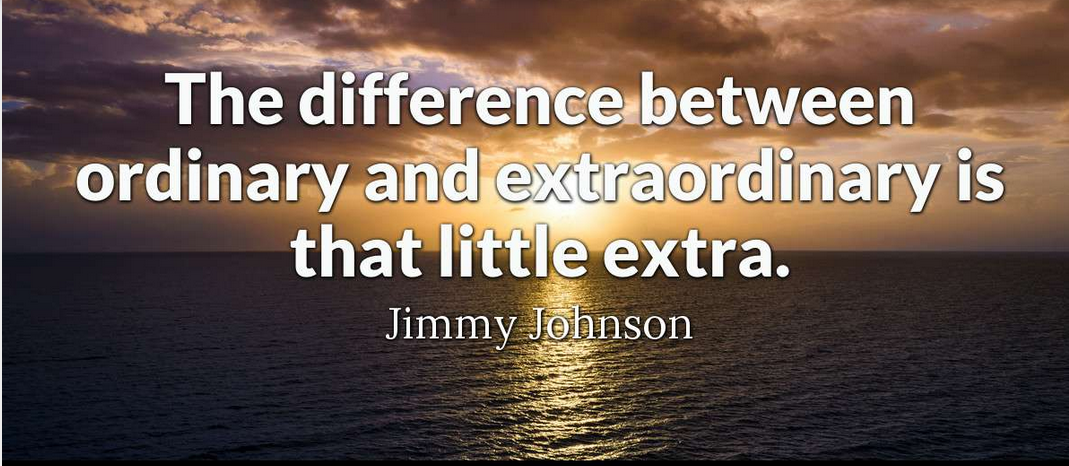 The difference between
ordinary and extraordinary is
that little extra.
Jimmy Johnson